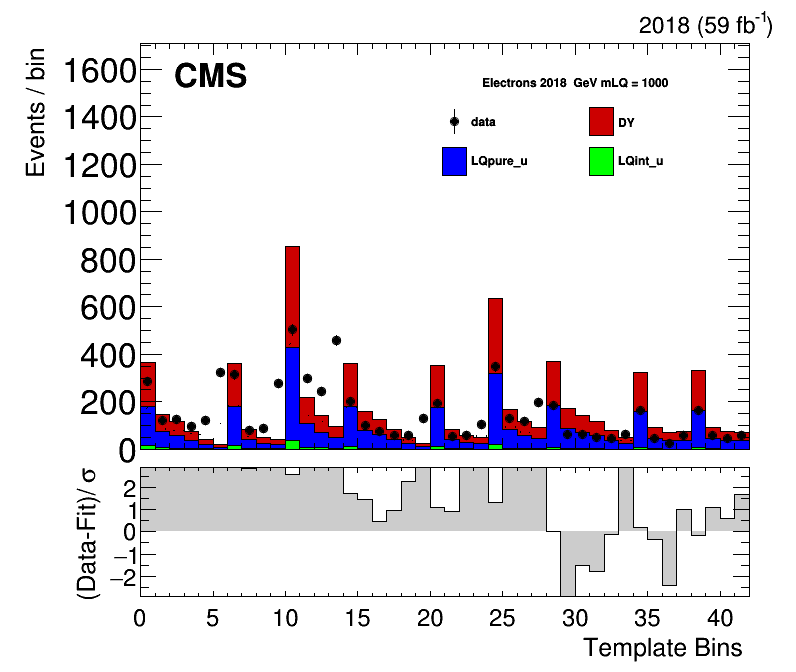 2018 (59 fb-1)
Events / bin
1600
1400
1200
1000
800
600
400
200
0
CMS
Electrons 2018 GeV mLQ = 1000
data
DY
LQpure_u
LQint_u
(Data-Fit)/ σ
2
1
0
−1
−2
0 5 10 15 20 25 30 35 40
Template Bins